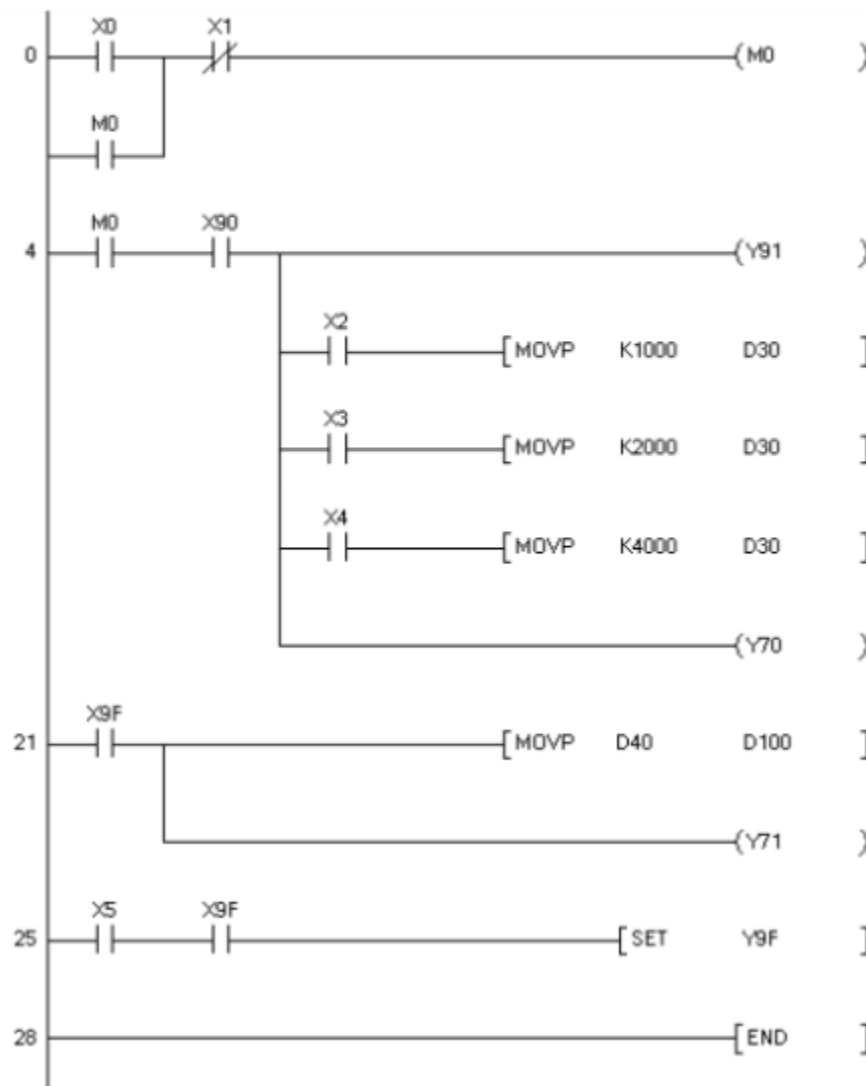 X0 X1
0 (M0 )
M0
M0 X90
4 (Y91 )
X2
[MOVP K1000 D30 ]
X3
[MOVP K2000 D30 ]
X4
[MOVP K4000 D30 ]
(Y70 )
X9F
21 [MOVP D40 D100 ]
(Y71 )
X5 X9F
25 [SET Y9F ]
28 [END ]